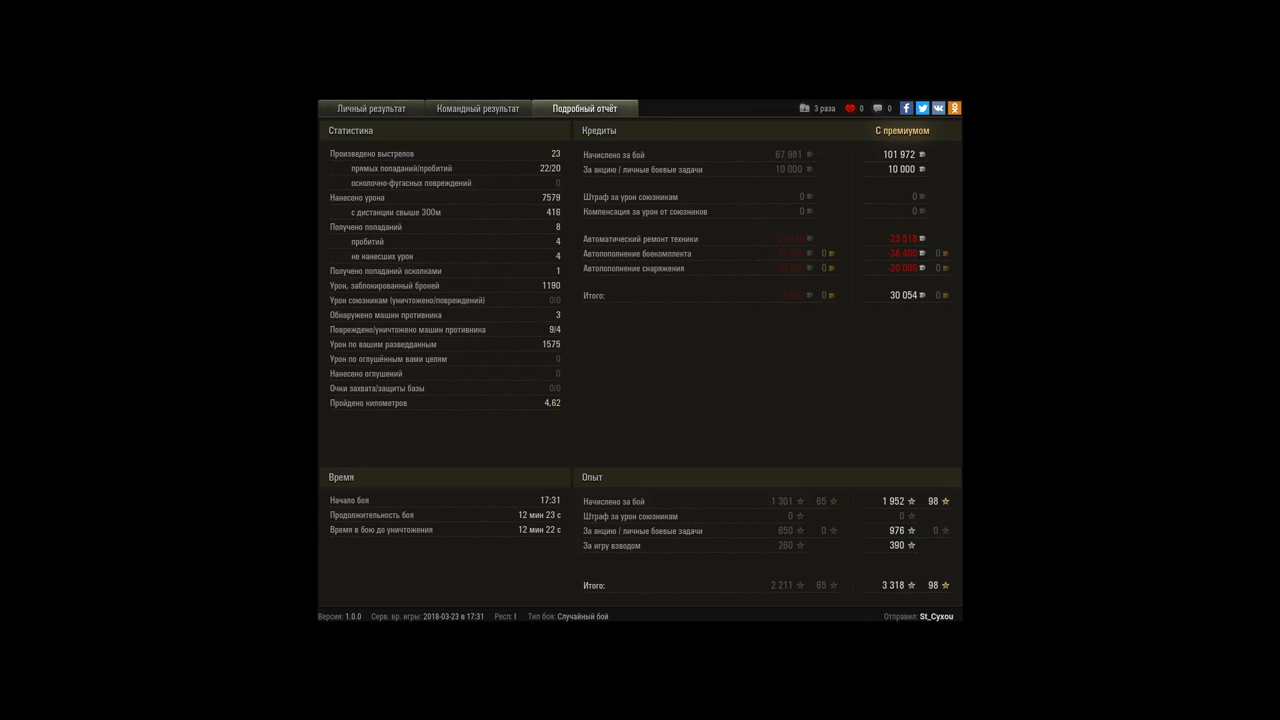 Личный результат Командный результат Подробный отчёт 3 раза 0 0
Статистика
Произведено выстрелов 23
прямых попаданий/пробитий 22/20
осколочно-фугасных повреждений 0
Нанесено урона 7579
с дистанции свыше 300м 416
Получено попаданий 8
пробитий 4
не нанесших урон 4
Получено попаданий осколками 1
Урон, заблокированный броней 1190
Урон союзникам (уничтожено/повреждений) 0/0
Обнаружено машин противника 3
Повреждено/уничтожено машин противника 9/4
Урон по вашим разведданным 1575
Урон по оглушённым вами целям 0
Нанесено оглушений 0
Очки захвата/защиты базы 0/0
Пройдено километров 4,62
Кредиты С премиумом
Начислено за бой 67 981 101 972
За акцию / личные боевые задачи 10 000 10 000
Штраф за урон союзникам 0 0
Компенсация за урон от союзников 0 0
Автоматический ремонт техники -23 518
Автопополнение боекомплекта 0 -38 400 0
Автопополнение снаряжения 0 -20 000 0
Итого: 0 30 054 0
Время
Начало боя 17:31
Продолжительность боя 12 мин 23 с
Время в бою до уничтожения 12 мин 22 с
Опыт
Начислено за бой 1 301 65 1 952 98
Штраф за урон союзникам 0 0
За акцию / личные боевые задачи 650 0 976 0
За игру взводом 260 390
Итого: 2 211 65 3 318 98
Версия: 1.0.0 Серв. вр. игры: 2018-03-23 в 17:31 Респ: I Тип боя: Случайный бой Отправил: St_Cyxou